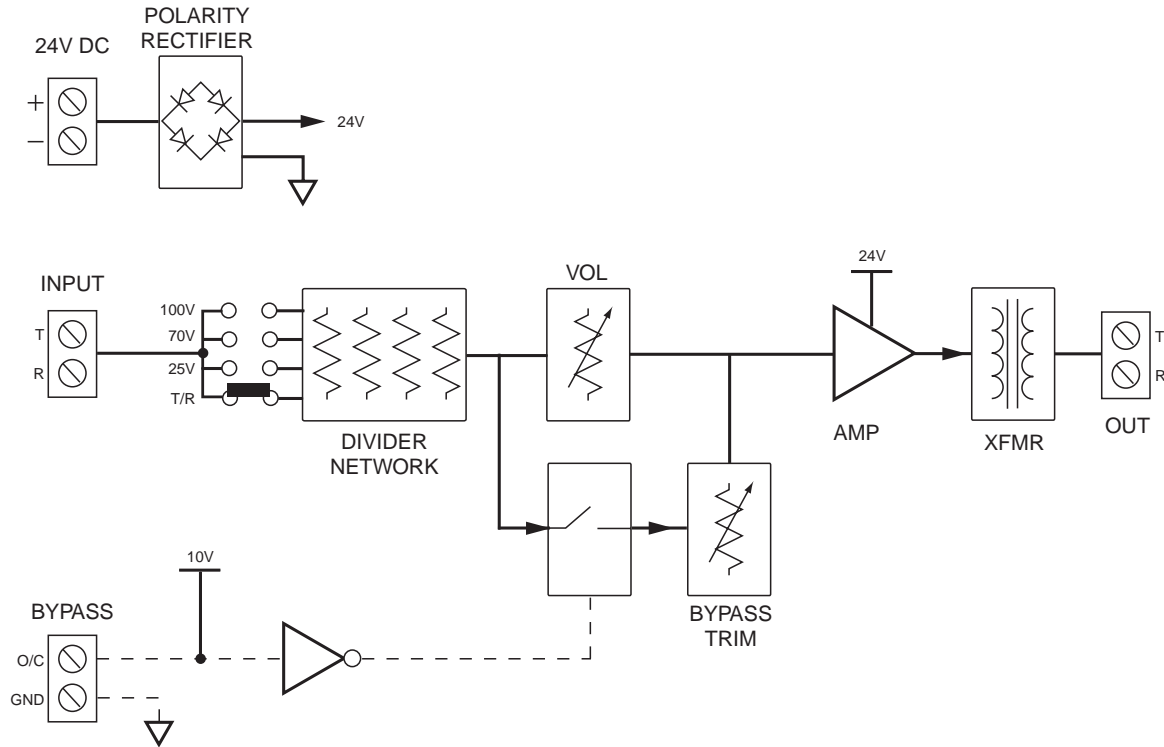 POLARITY
RECTIFIER
24V DC
+
–
24V
INPUT
T
R
100V
70V
25V
T/R
DIVIDER
NETWORK
VOL
24V
AMP
XFMR
T
R
OUT
BYPASS
TRIM
10V
BYPASS
O/C
GND